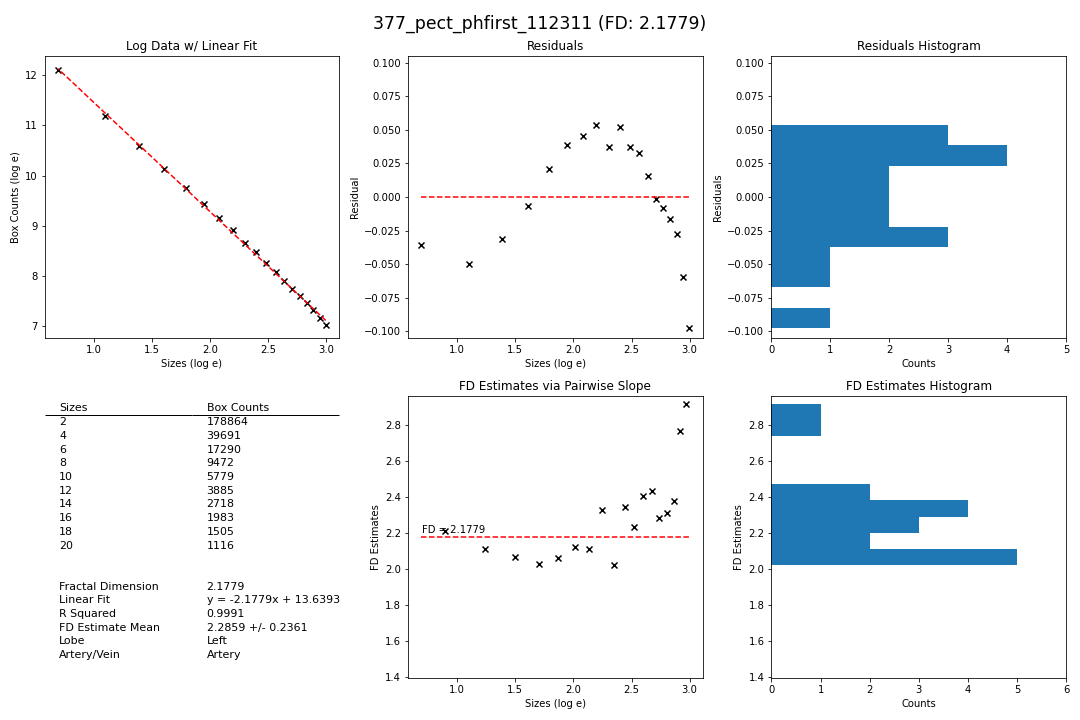 377_pect_phfirst_112311 (FD: 2.1779)
Log Data w/ Linear Fit
Box Counts (log e)
12
11
10
9
8
7
1.0 1.5 2.0 2.5 3.0
Sizes (log e)
Residuals
Residual
0.100
0.075
0.050
0.025
0.000
−0.025
−0.050
−0.075
−0.100
1.0 1.5 2.0 2.5 3.0
Sizes (log e)
Residuals Histogram
Residuals
0.100
0.075
0.050
0.025
0.000
−0.025
−0.050
−0.075
−0.100
0 1 2 3 4 5
Counts
Sizes Box Counts
2 178864
4 39691
6 17290
8 9472
10 5779
12 3885
14 2718
16 1983
18 1505
20 1116
Fractal Dimension 2.1779
Linear Fit y = -2.1779x + 13.6393
R Squared 0.9991
FD Estimate Mean 2.2859 +/- 0.2361
Lobe Left
Artery/Vein Artery
FD Estimates via Pairwise Slope
FD Estimates
2.8
2.6
2.4
2.2
2.0
1.8
1.6
1.4
FD = 2.1779
1.0 1.5 2.0 2.5 3.0
Sizes (log e)
FD Estimates Histogram
FD Estimates
2.8
2.6
2.4
2.2
2.0
1.8
1.6
1.4
0 1 2 3 4 5 6
Counts